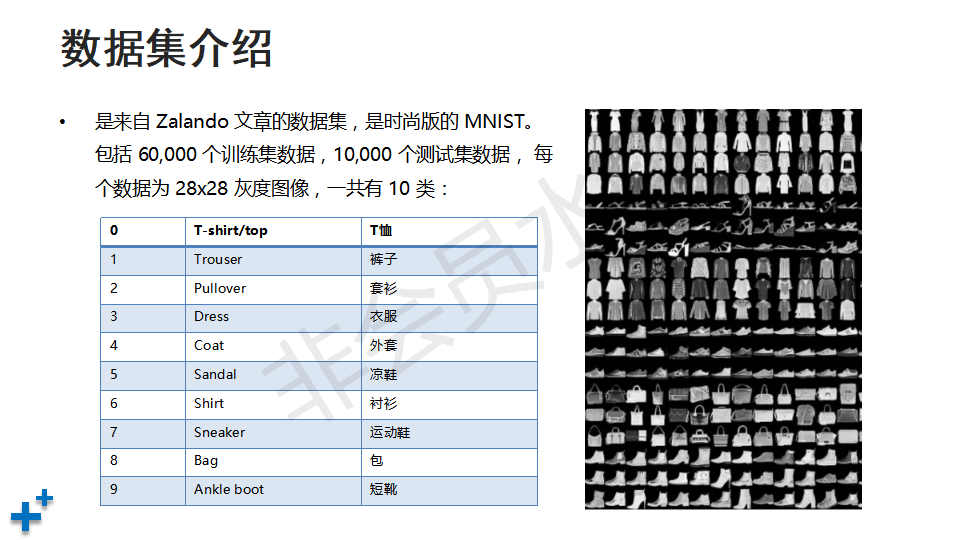 数据集介绍
• 是来自 Zalando 文章的数据集，是时尚版的 MNIST。
包括 60,000 个训练集数据，10,000 个测试集数据， 每
个数据为 28x28 灰度图像，一共有 10 类：
0 T-shirt/top T恤
1 Trouser 裤子
2 Pullover 套衫
3 Dress 衣服
4 Coat 外套
5 Sandal 凉鞋
6 Shirt 衬衫
7 Sneaker 运动鞋
8 Bag 包
9 Ankle boot 短靴
非会员水